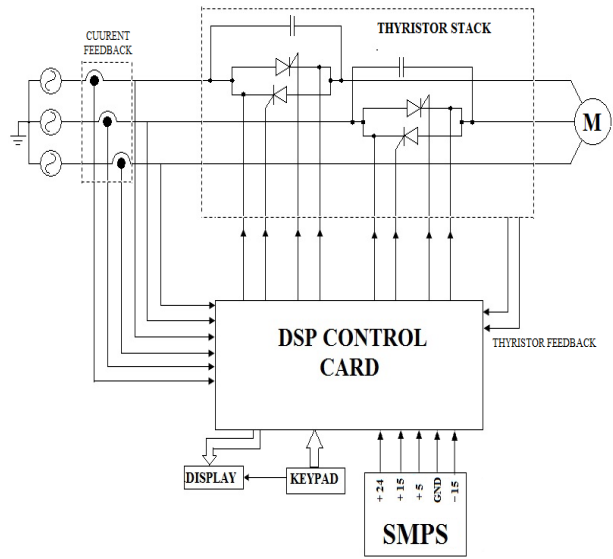 CUURENT
FEEDBACK
THYRISTOR STACK
M
DSP CONTROL
CARD
THYRISTOR FEEDBACK
DISPLAY
KEYPAD
+ 24
+ 15
+ 5
GND
- 15
SMPS